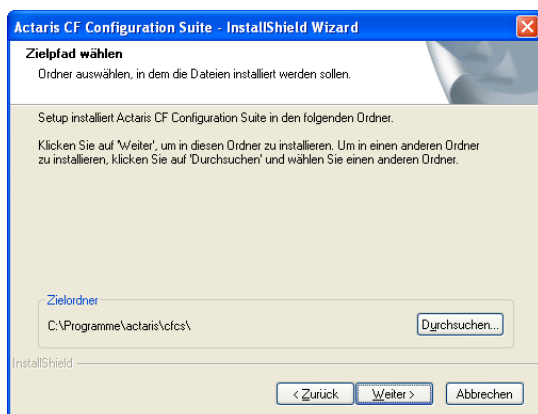 Actaris CF Configuration Suite - InstallShield Wizard
Zielpfad wählen
Ordner auswählen, in dem die Dateien installiert werden sollen.
Setup installiert Actaris CF Configuration Suite in den folgenden Ordner.
Klicken Sie auf 'Weiter', um in diesen Ordner zu installieren. Um in einen anderen Ordner
zu installieren, klicken Sie auf 'Durchsuchen' und wählen Sie einen anderen Ordner.
Zielordner
C:\Programme\actaris\cfcs\
Durchsuchen...
InstallShield
< Zurück Weiter > Abbrechen